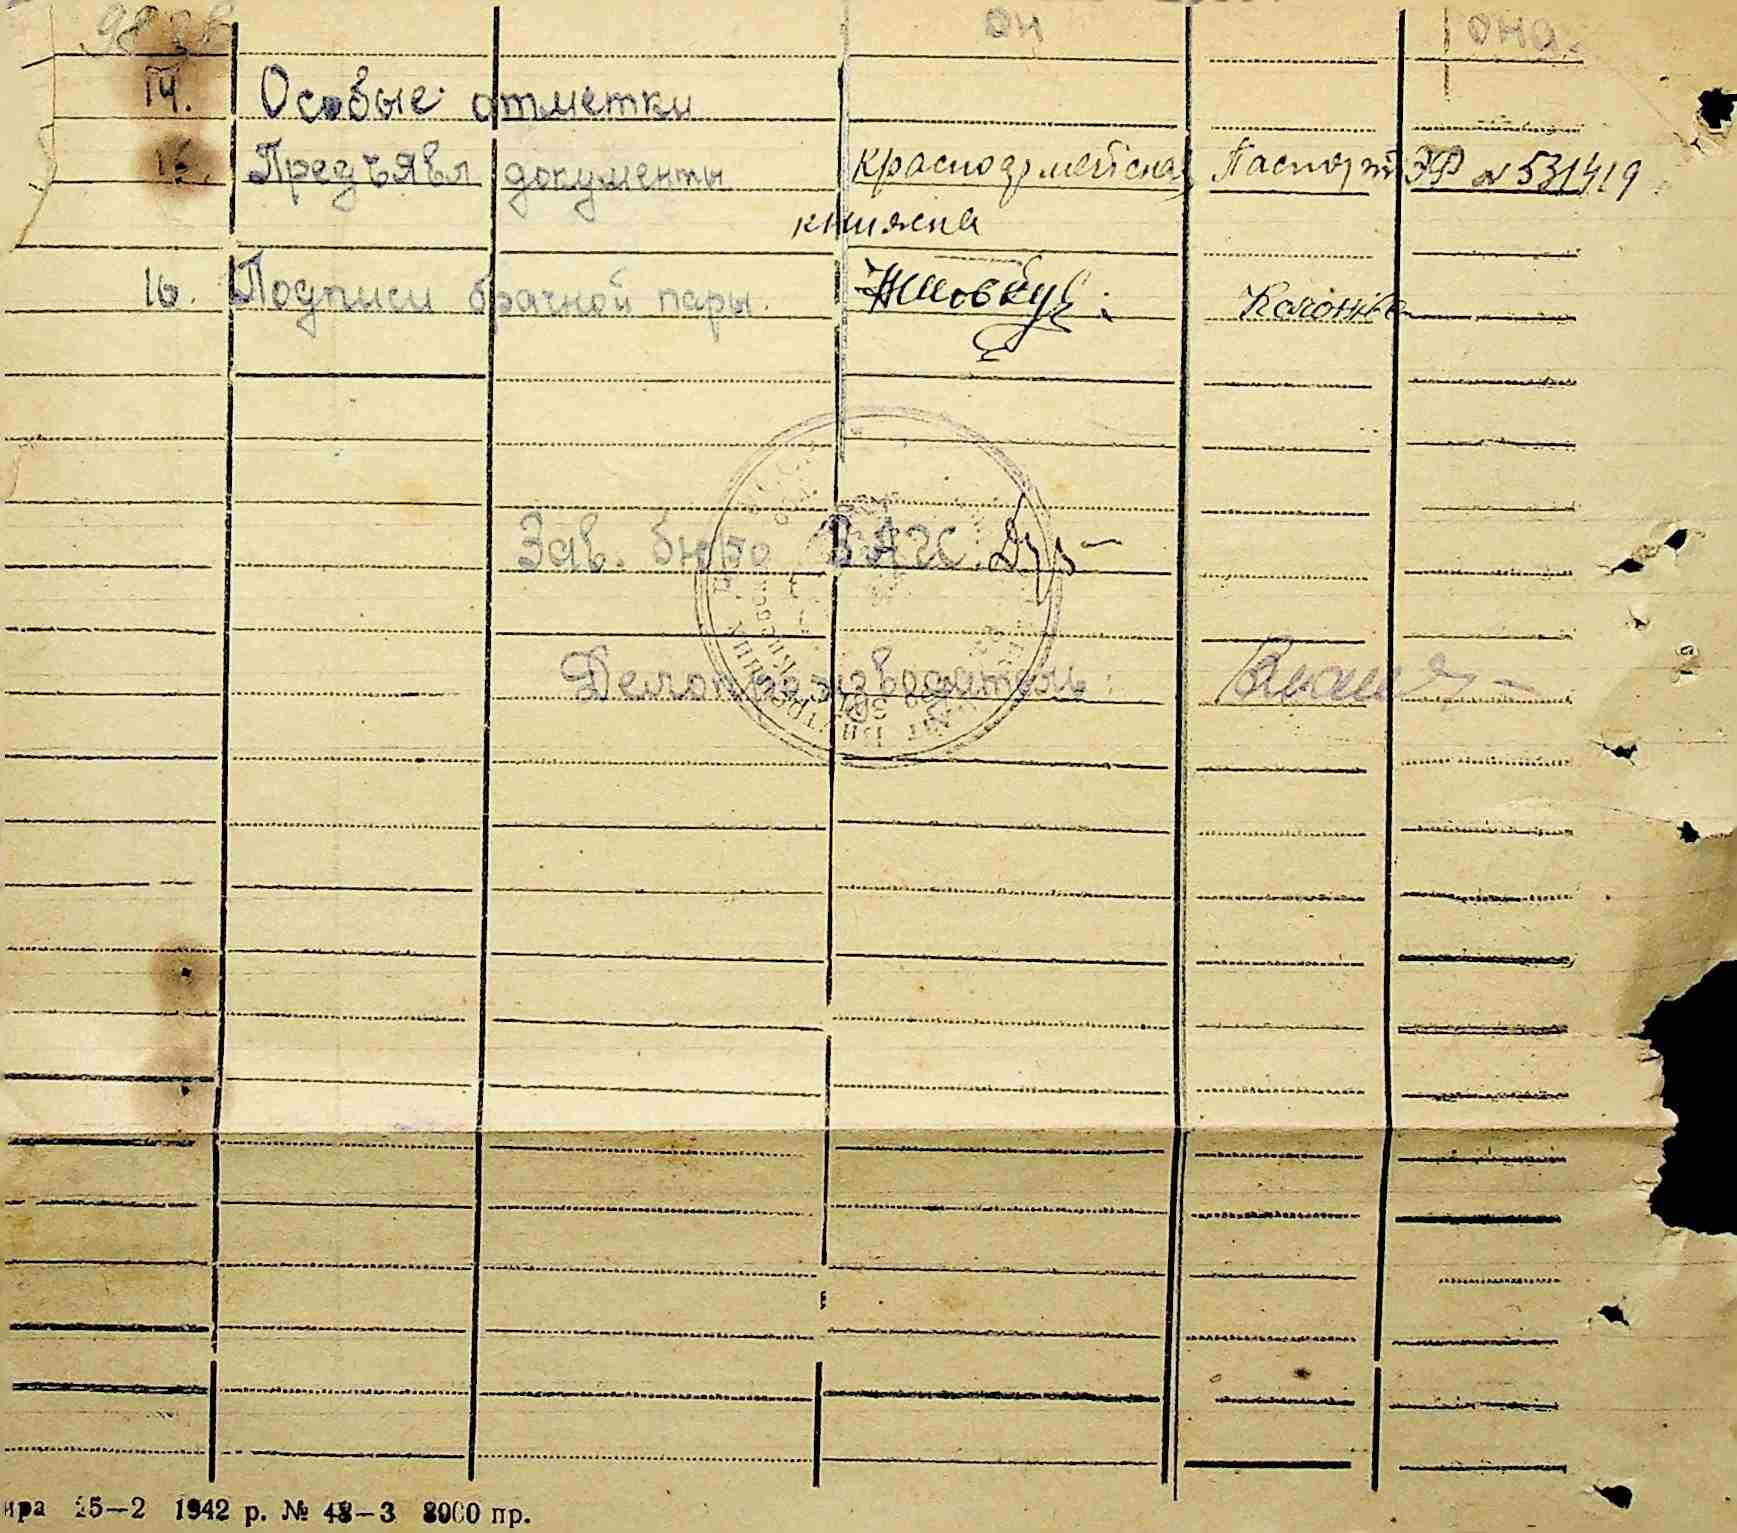 он она.
14. Особые отметки
15. Предъявл документы Красноармейская Паспорт ЭФ № 531419
книжка
16. Подписи брачной пары.
Зав. бюро ЗАГС.
Делопроизводитель:
25–2 1942 р. № 48–3 8000 пр.